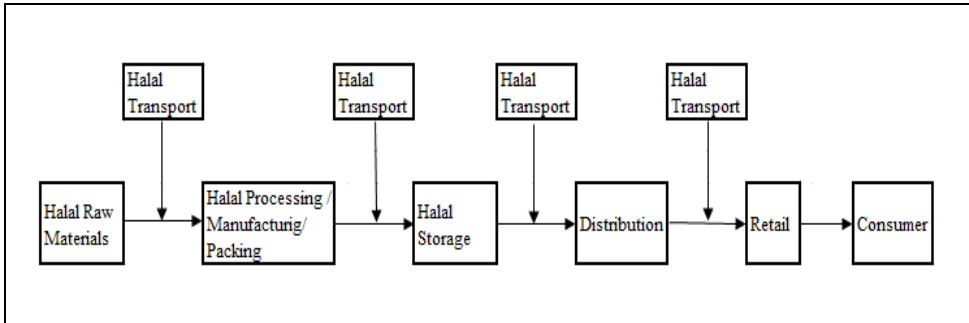 Halal
Transport
Halal
Transport
Halal
Transport
Halal
Transport
Halal Raw
Materials
Halal Processing /
Manufacturig/
Packing
Halal
Storage
Distribution
Retail
Consumer